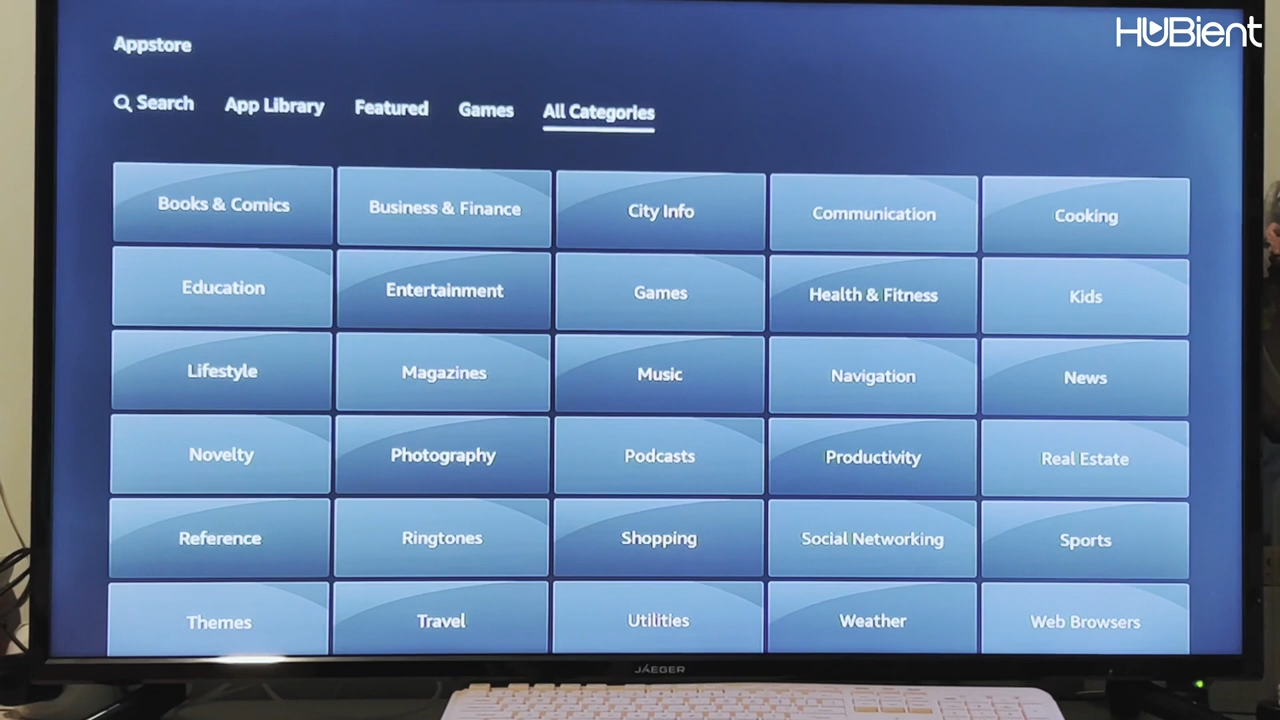 HUBient
Appstore
Search App Library Featured Games All Categories
Books & Comics Business & Finance City Info Communication Cooking
Education Entertainment Games Health & Fitness Kids
Lifestyle Magazines Music Navigation News
Novelty Photography Podcasts Productivity Real Estate
Reference Ringtones Shopping Social Networking Sports
Themes Travel Utilities Weather Web Browsers
JAEGER